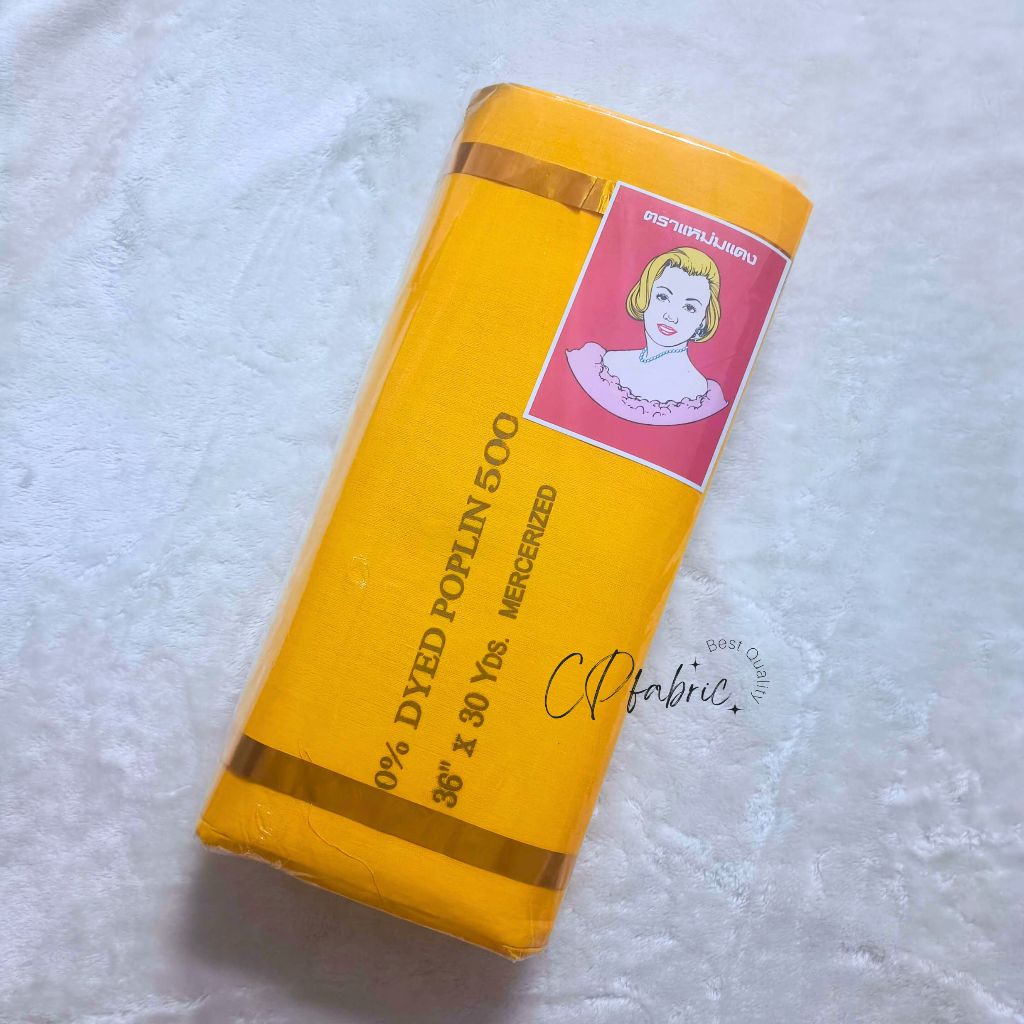 ตราแหม่มแดง
0% DYED POPLIN 500
36" X 30 YDS. MERCERIZED
CPfabric
Best Quality